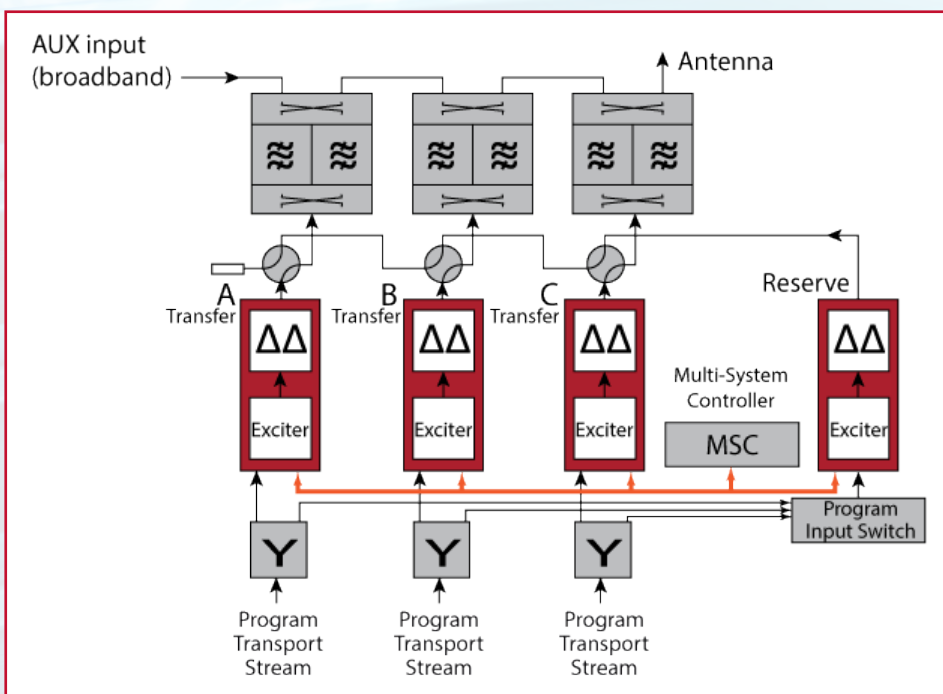 AUX input
(broadband)
Antenna
Reserve
A
Transfer
B
Transfer
C
Transfer
ΔΔ
ΔΔ
ΔΔ
ΔΔ
Multi-System
Controller
MSC
Exciter
Exciter
Exciter
Exciter
Program
Input Switch
Y
Y
Y
Program
Transport
Stream
Program
Transport
Stream
Program
Transport
Stream